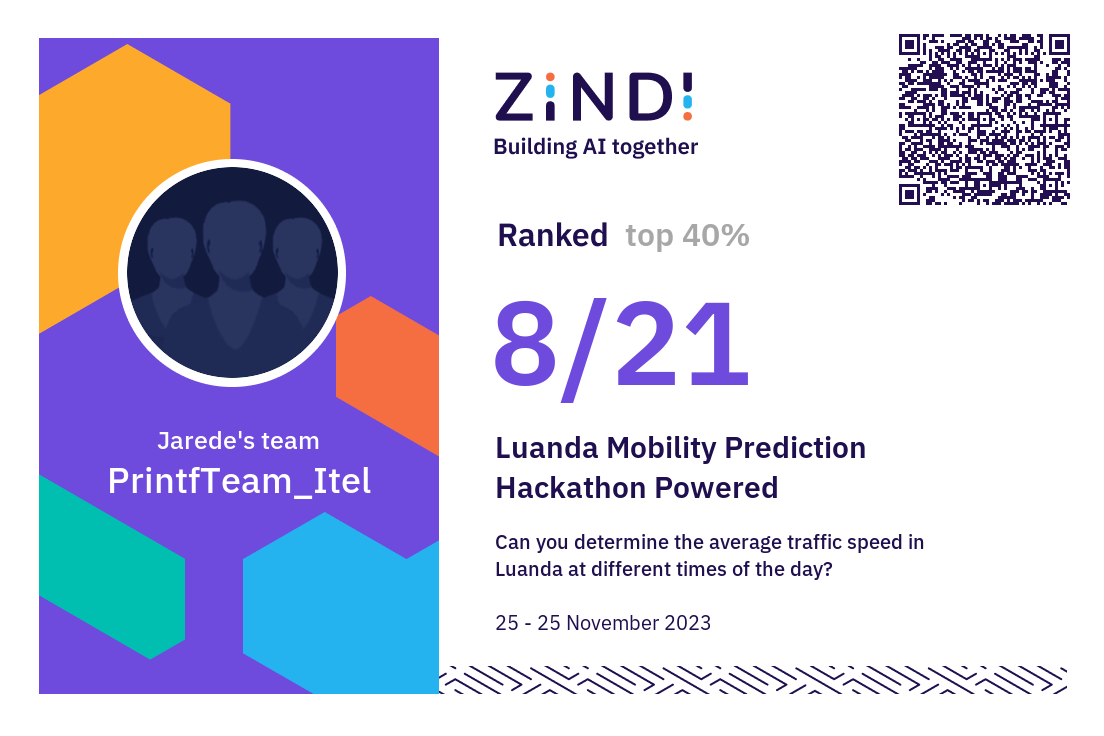 Jarede's team
PrintfTeam_Itel
ZiNDI
Building AI together
Ranked top 40%
8/21
Luanda Mobility Prediction
Hackathon Powered
Can you determine the average traffic speed in
Luanda at different times of the day?
25 - 25 November 2023